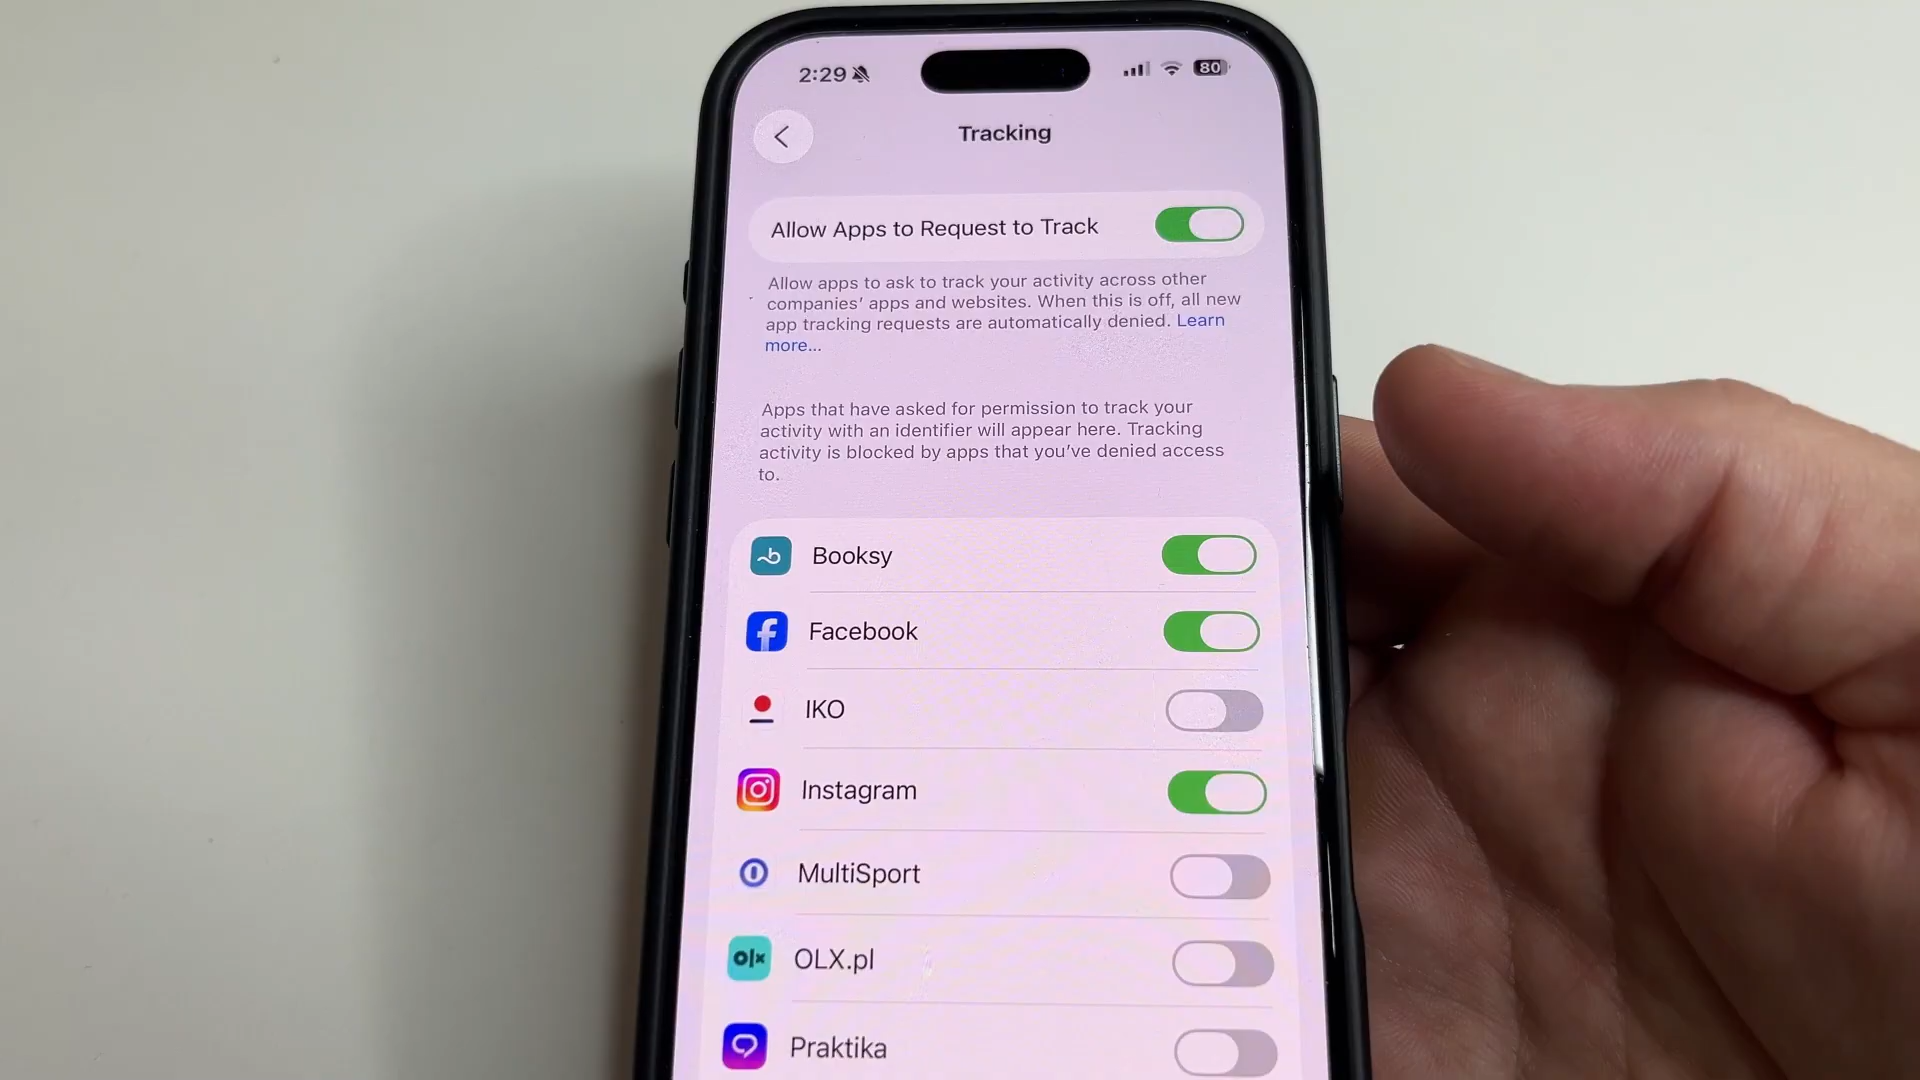 2:29
80
Tracking
Allow Apps to Request to Track
Allow apps to ask to track your activity across other
companies' apps and websites. When this is off, all new
app tracking requests are automatically denied. Learn
more...
Apps that have asked for permission to track your
activity with an identifier will appear here. Tracking
activity is blocked by apps that you've denied access
to.
Booksy
Facebook
IKO
Instagram
MultiSport
olx OLX.pl
Praktika